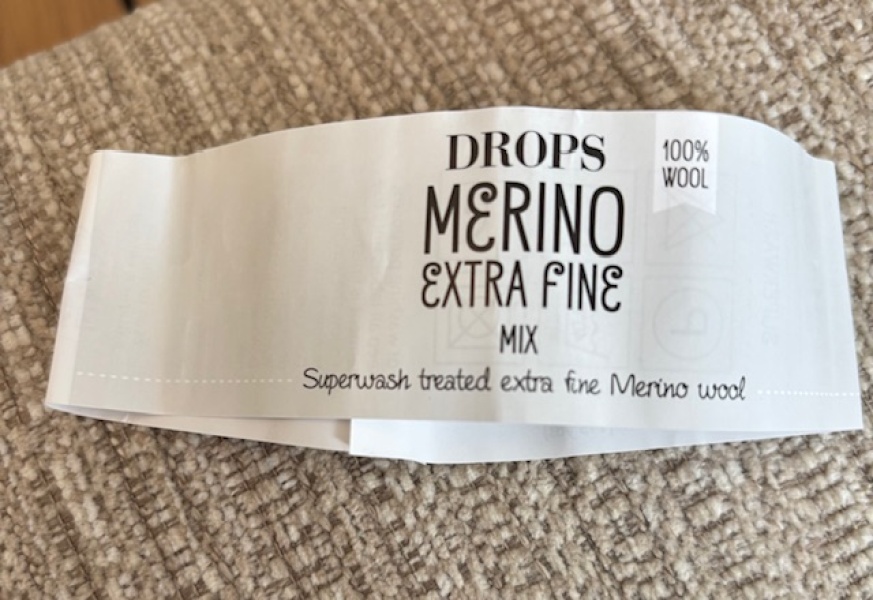 DROPS
MERINO
EXTRA FINE
MIX
Superwash treated extra fine Merino wool
100%
WOOL